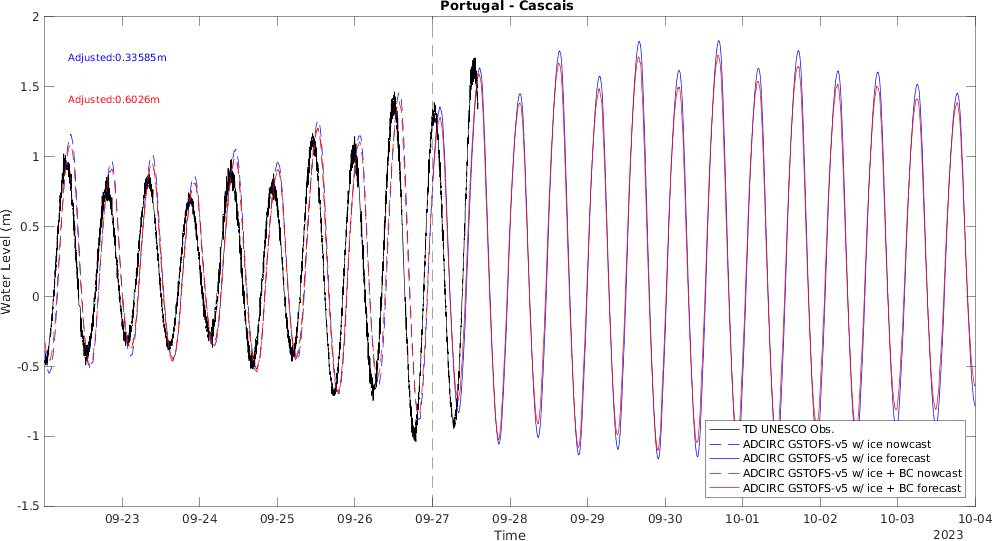 Portugal - Cascais
2
1.5
1
0.5
0
-0.5
-1
-1.5
Water Level (m)
Adjusted:0.33585m
Adjusted:0.6026m
TD UNESCO Obs.
ADCIRC GSTOFS-v5 w/ ice nowcast
ADCIRC GSTOFS-v5 w/ ice forecast
ADCIRC GSTOFS-v5 w/ ice + BC nowcast
ADCIRC GSTOFS-v5 w/ ice + BC forecast
09-23 09-24 09-25 09-26 09-27 09-28 09-29 09-30 10-01 10-02 10-03 10-04
Time
2023